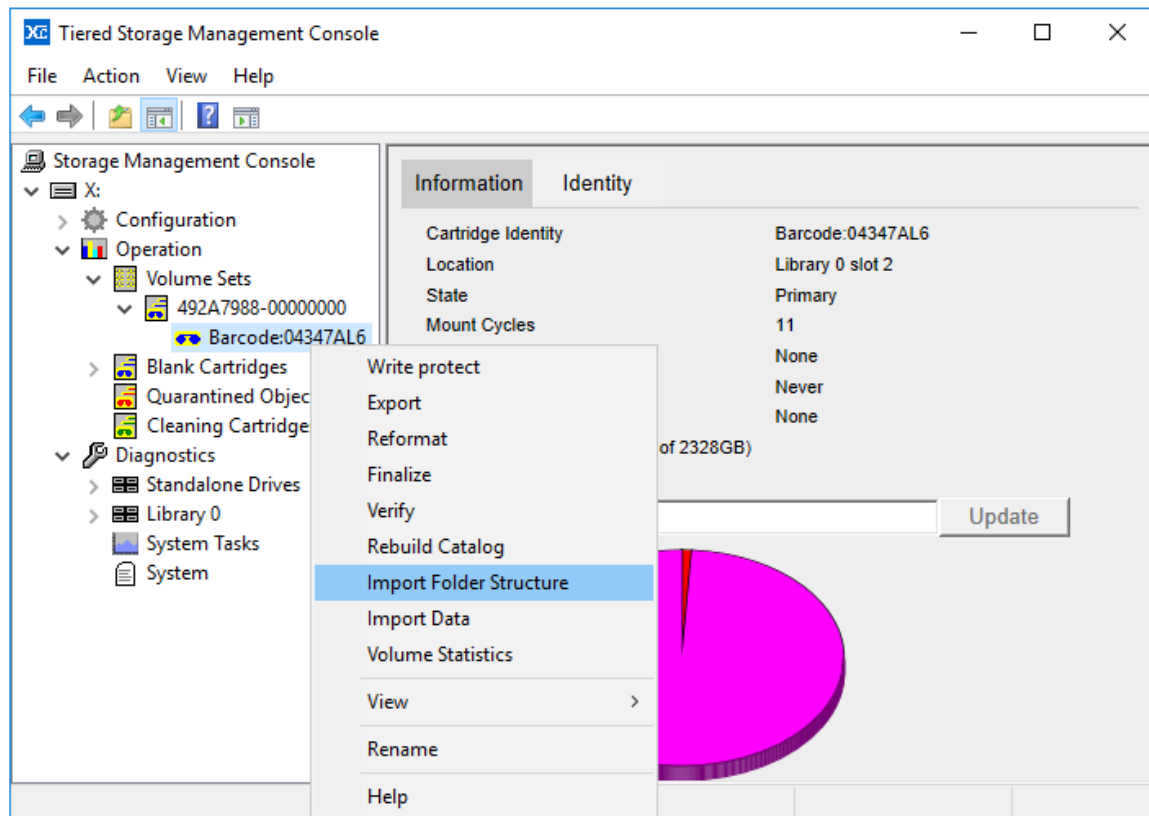 XC Tiered Storage Management Console
File Action View Help
Storage Management Console
X:
Configuration
Operation
Volume Sets
492A7988-00000000
Barcode:04347AL6
Blank Cartridges
Quarantined Objec
Cleaning Cartridge
Diagnostics
Standalone Drives
Library 0
System Tasks
System
Information Identity
Cartridge Identity Barcode:04347AL6
Location Library 0 slot 2
State Primary
Mount Cycles 11
None
Never
None
of 2328GB)
Update
Write protect
Export
Reformat
Finalize
Verify
Rebuild Catalog
Import Folder Structure
Import Data
Volume Statistics
View
Rename
Help